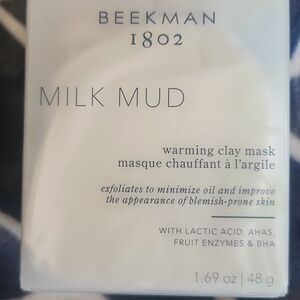 BEEKMAN
1802
MILK MUD
warming clay mask
masque chauffant à l'argile
exfoliates to minimize oil and improve
the appearance of blemish-prone skin
WITH LACTIC ACID, AHAS,
FRUIT ENZYMES & BHA
1.69 oz | 48 g